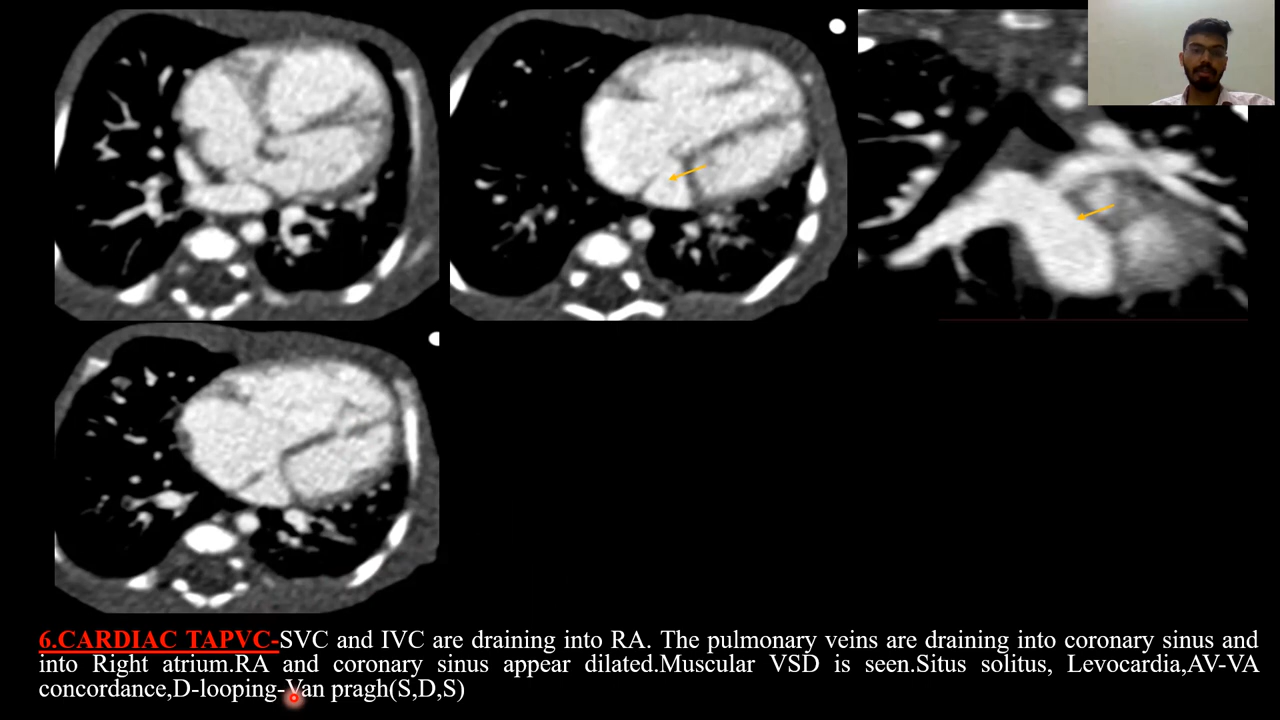 6.CARDIAC TAPVC-SVC and IVC are draining into RA. The pulmonary veins are draining into coronary sinus and
into Right atrium.RA and coronary sinus appear dilated.Muscular VSD is seen.Situs solitus, Levocardia,AV-VA
concordance,D-looping-Van pragh(S,D,S)